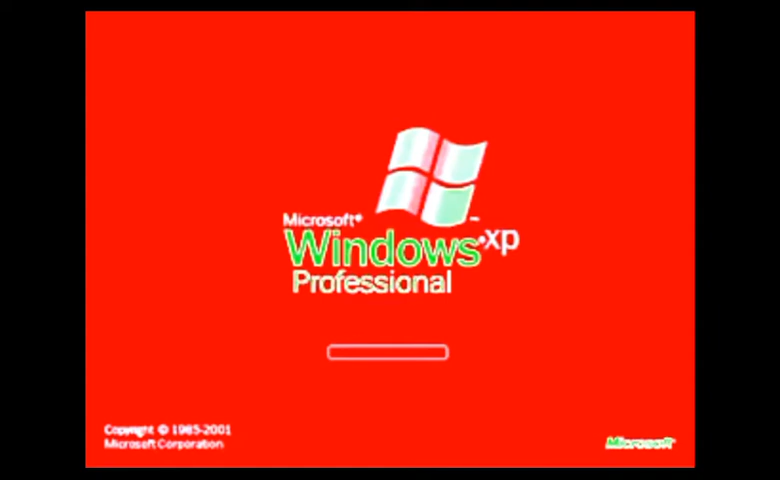 Microsoft®
Windows xp
Professional
Copyright © 1985-2001
Microsoft Corporation
Microsoft